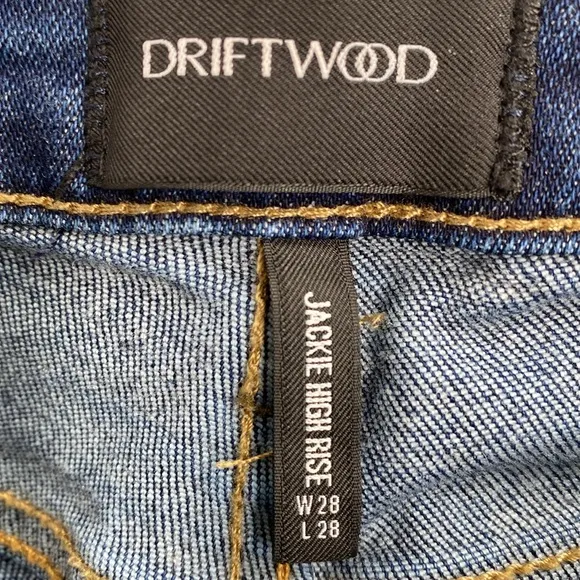 DRIFTWOOD
JACKIE HIGH RISE
W 28
L 28